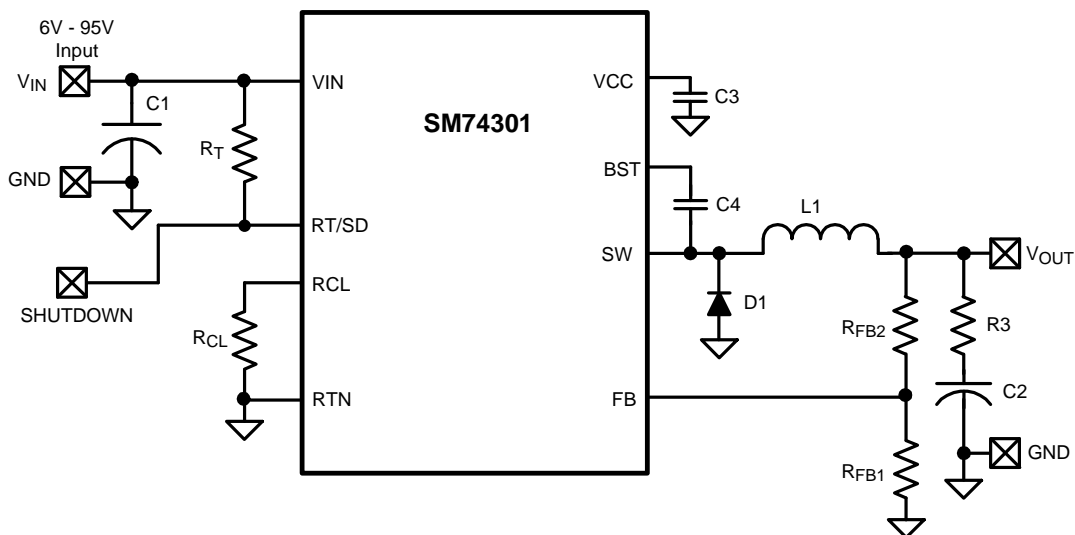 6V - 95V
Input
VIN
C1
GND
RT
SHUTDOWN
RCL
VIN
RT/SD
RCL
RTN
SM74301
VCC
BST
SW
FB
C3
C4
L1
D1
VOUT
RFB2
R3
C2
GND
RFB1